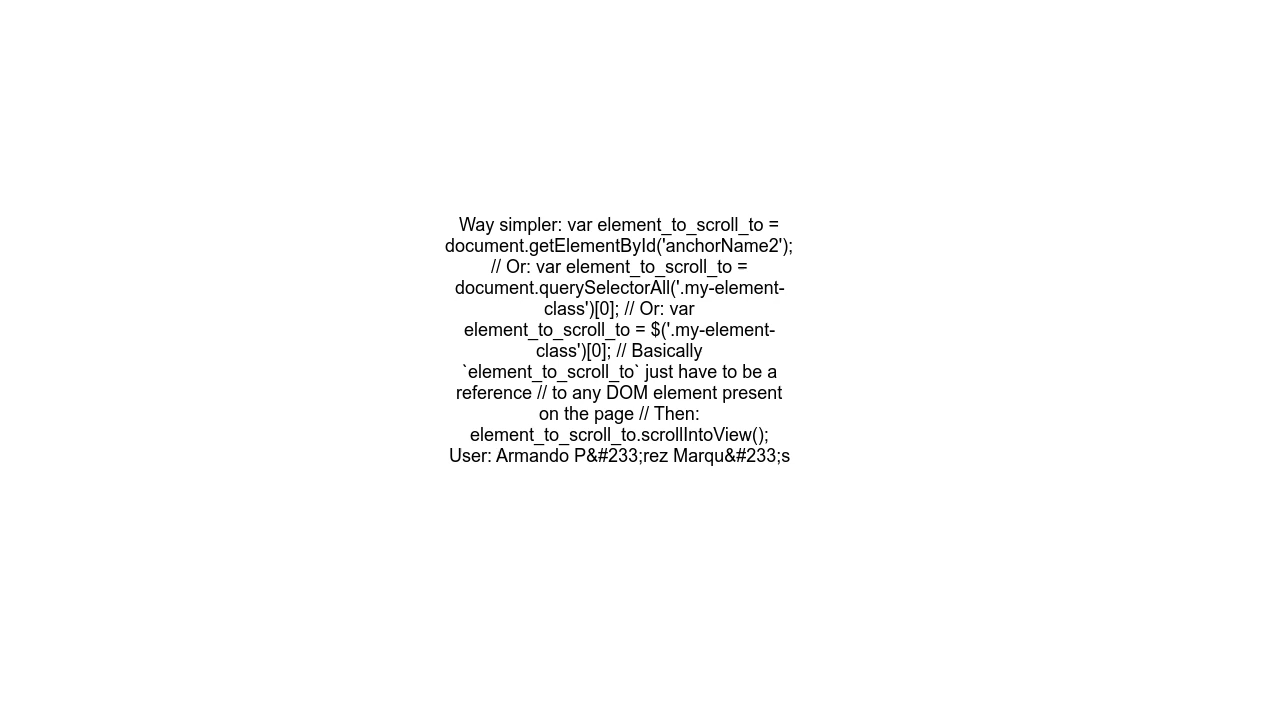 Way simpler: var element_to_scroll_to =
document.getElementById('anchorName2');
// Or: var element_to_scroll_to =
document.querySelectorAll('.my-element-
class')[0]; // Or: var
element_to_scroll_to = $('.my-element-
class')[0]; // Basically
`element_to_scroll_to` just have to be a
reference // to any DOM element present
on the page // Then:
element_to_scroll_to.scrollIntoView();
User: Armando P&#233;rez Marqu&#233;s